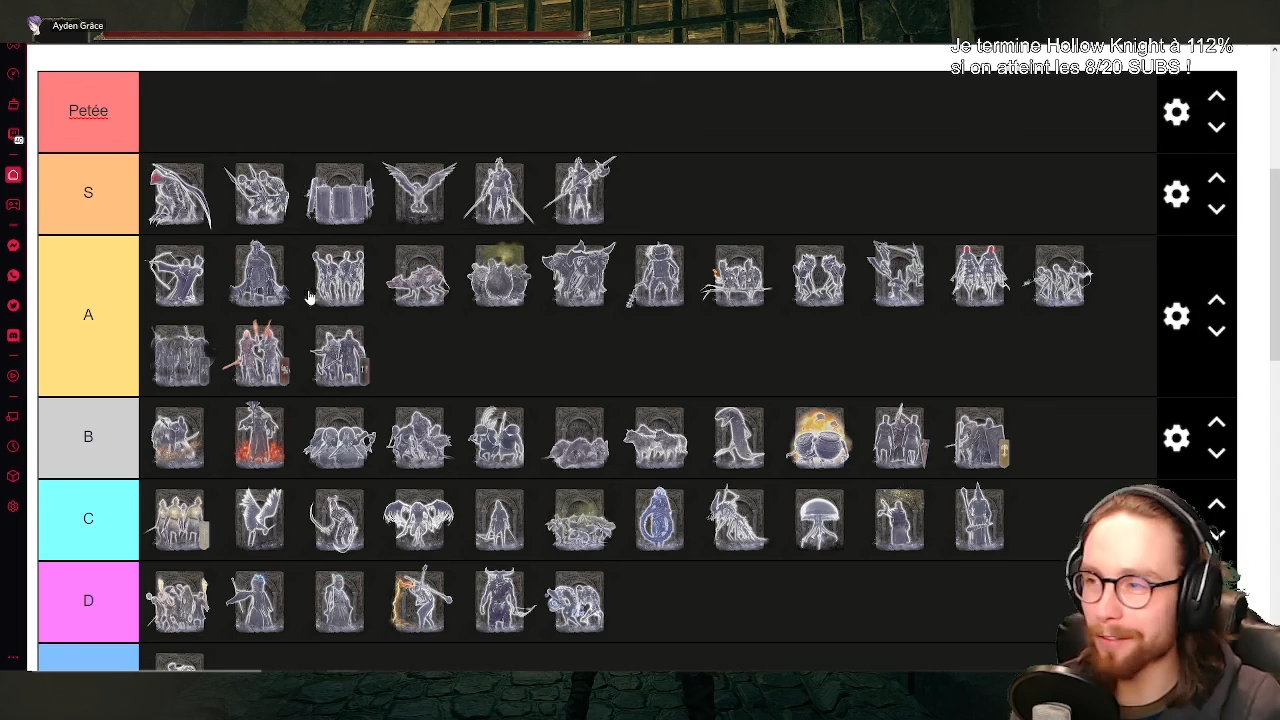 Ayden Grâce
Je termine Hollow Knight à 112%
si on atteint les 8/20 SUBS !
Petée
S
A
B
C
D